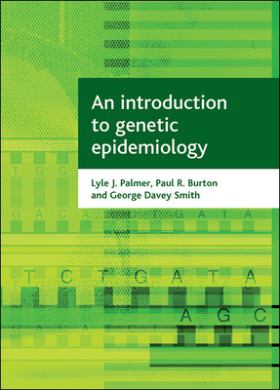 An introduction
to genetic
epidemiology
Lyle J. Palmer, Paul R. Burton
and George Davey Smith
T G G
G A C A
G A T A
T C T G A T A
A G C